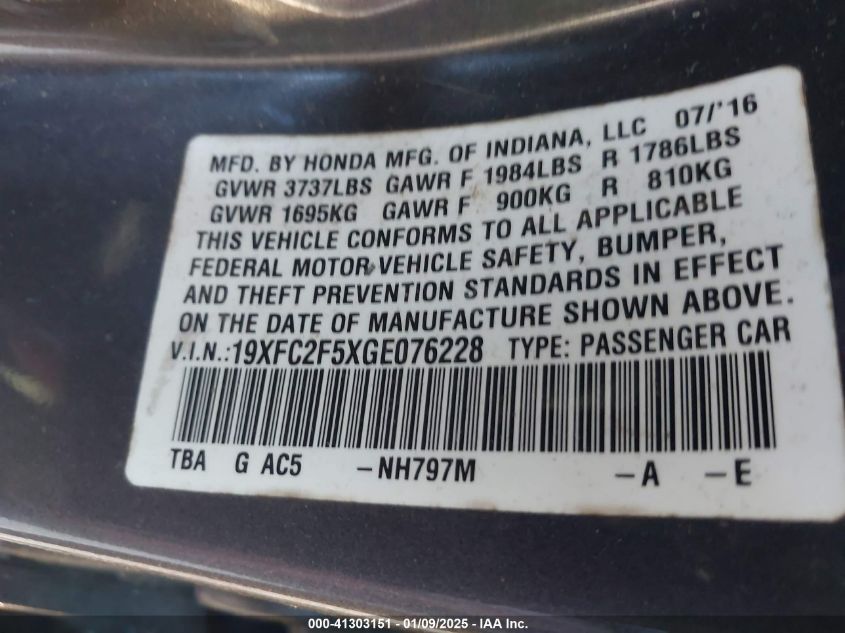 MFD. BY HONDA MFG. OF INDIANA, LLC 07/'16
GVWR 3737LBS GAWR F 1984LBS R 1786LBS
GVWR 1695KG GAWR F 900KG R 810KG
THIS VEHICLE CONFORMS TO ALL APPLICABLE
FEDERAL MOTOR VEHICLE SAFETY, BUMPER,
AND THEFT PREVENTION STANDARDS IN EFFECT
ON THE DATE OF MANUFACTURE SHOWN ABOVE.
V.I.N.:19XFC2F5XGE076228 TYPE: PASSENGER CAR
TBA G AC5 -NH797M -A -E
000-41303151 - 01/09/2025 - IAA Inc.